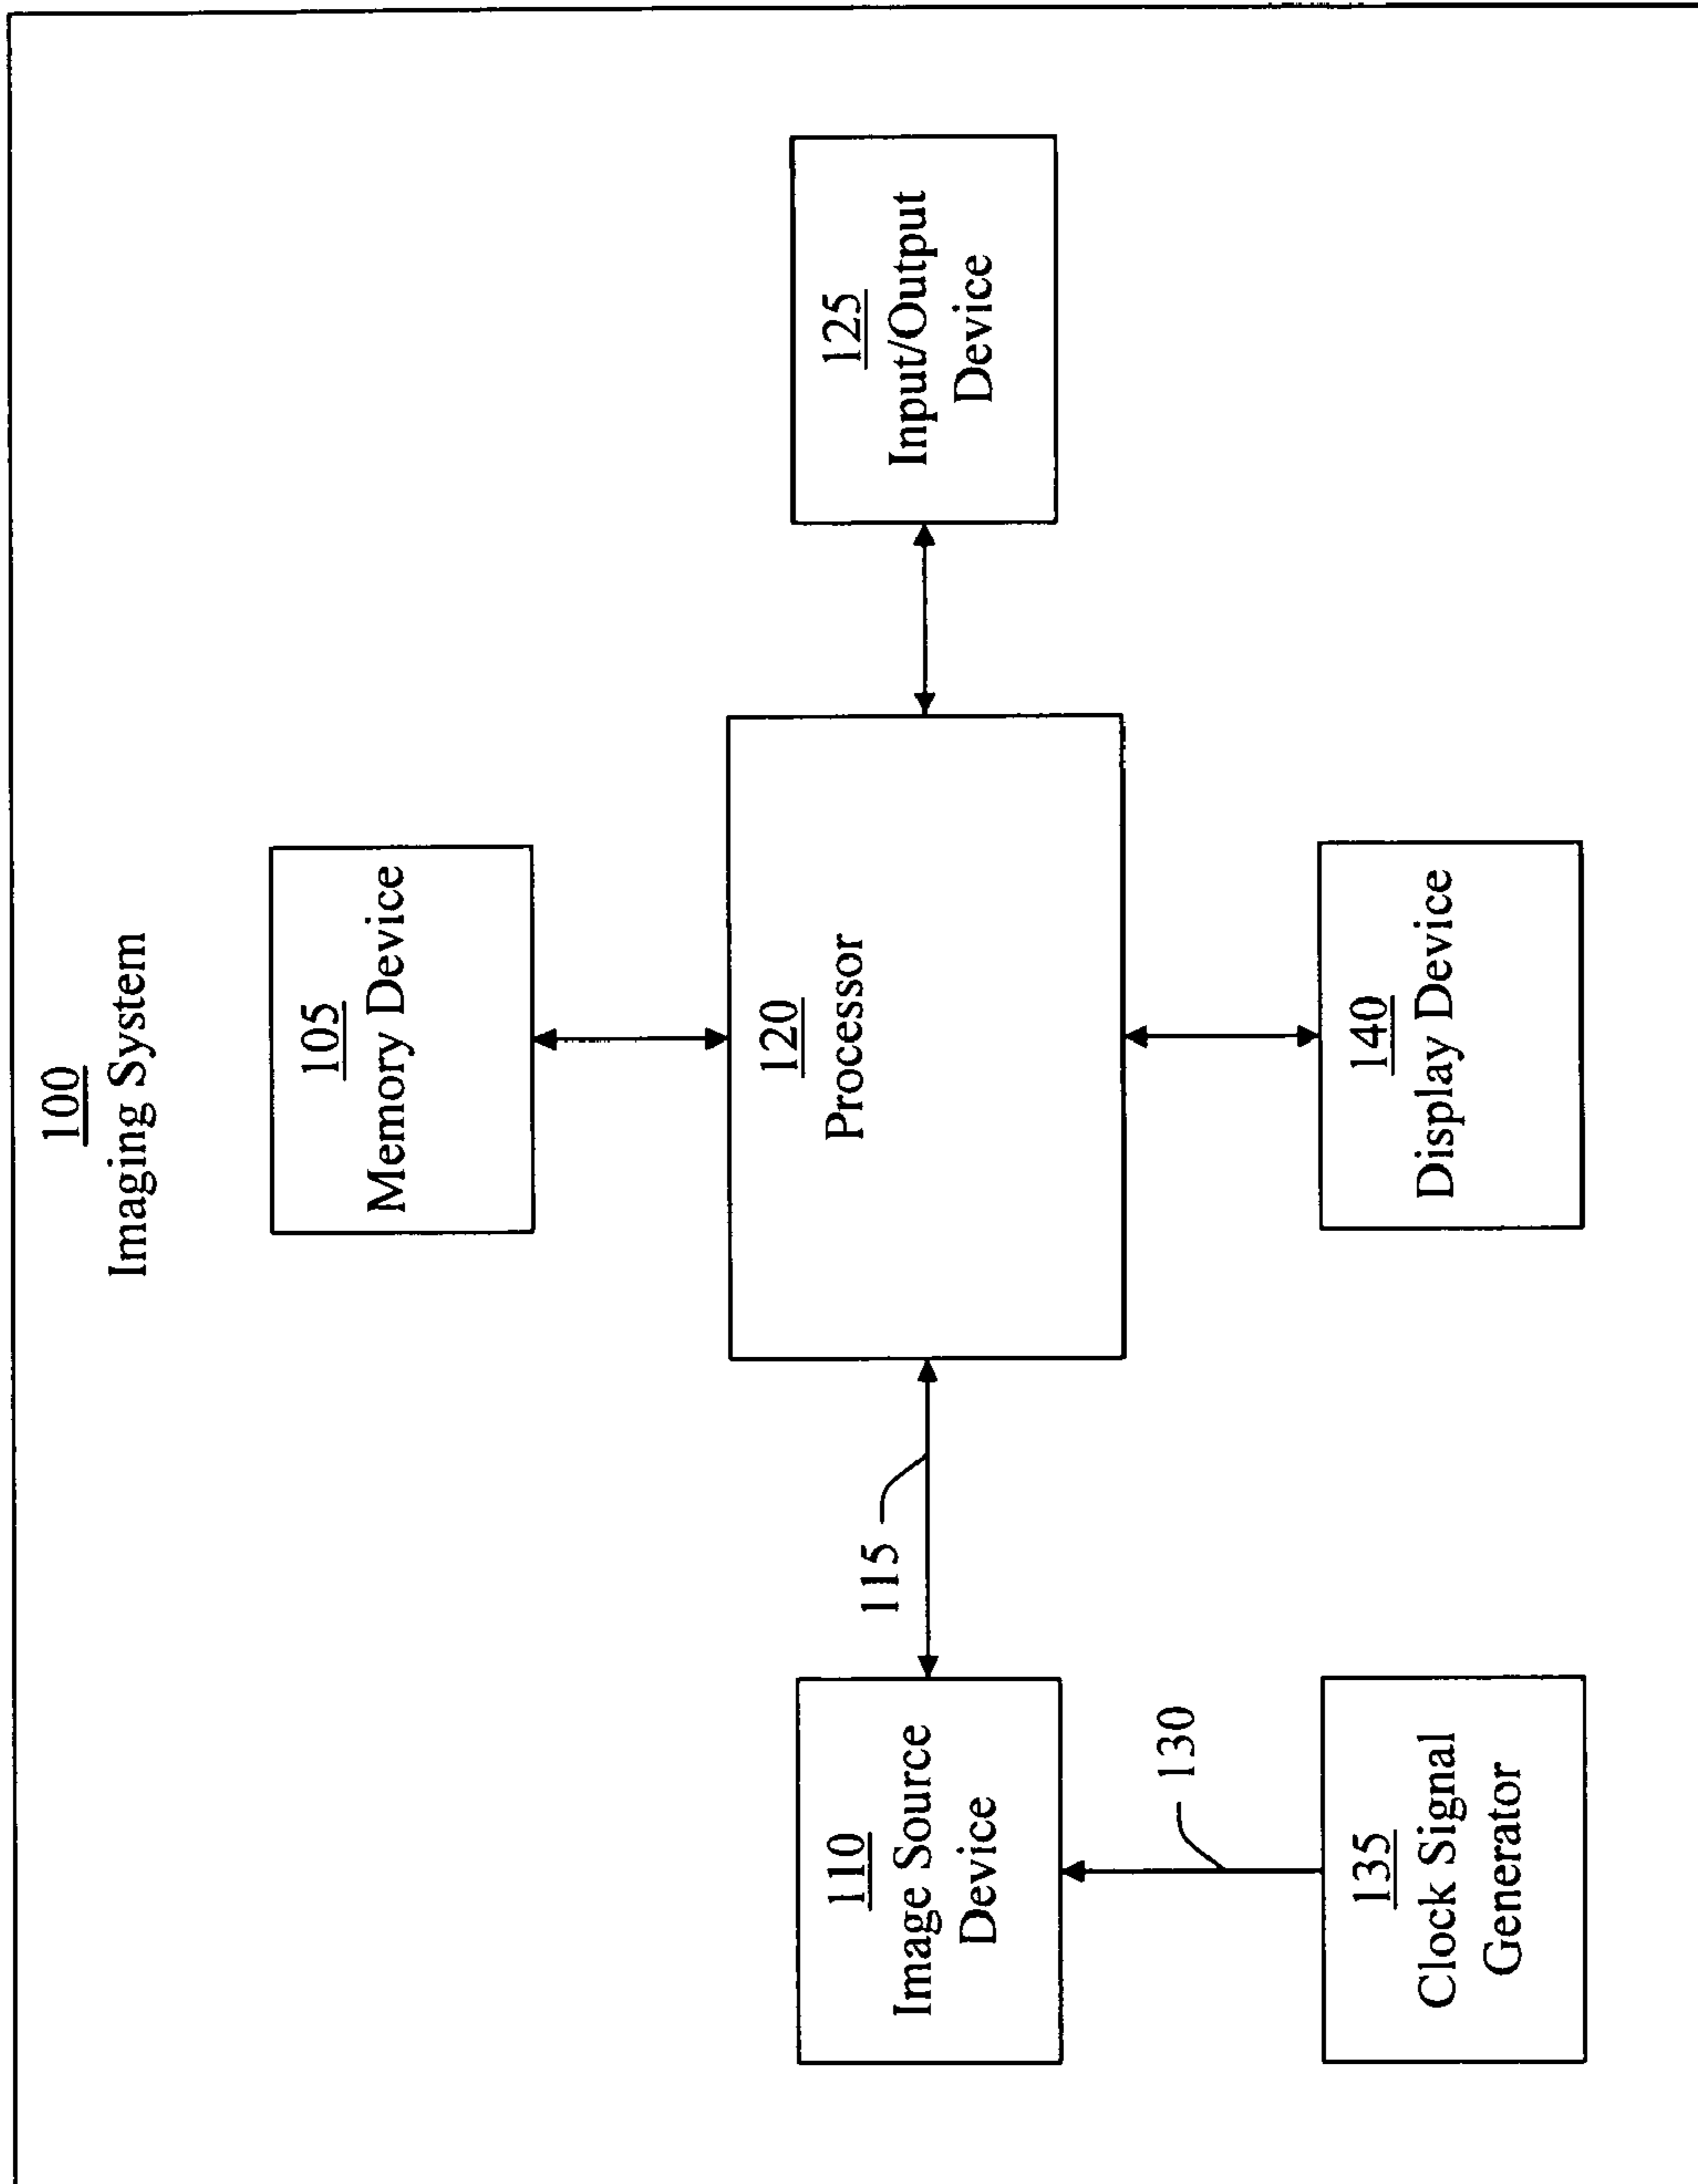 100
Imaging System
105
Memory Device
115
120
Processor
125
Input/Output
Device
110
Image Source
Device
130
135
Clock Signal
Generator
140
Display Device